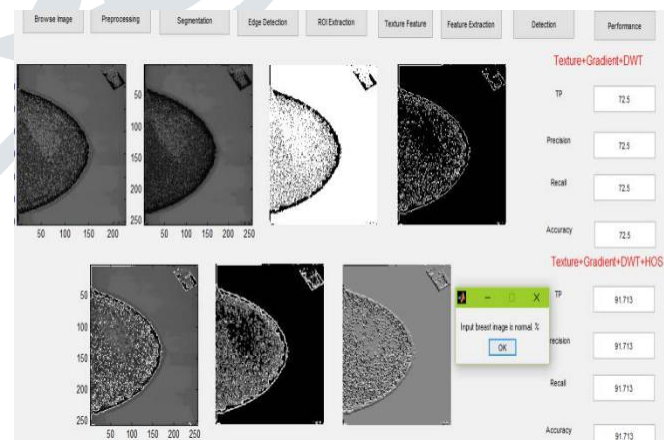 Browse Image Preprocessing Segmentation Edge Detection ROI Extraction Texture Feature Feature Extraction Detection Performance
Texture+Gradient+DWT
TP 72.5
Precision 72.5
Recall 72.5
Accuracy 72.5
50
100
150
200
250
50 100 150 200 50 100 150 200 250
Texture+Gradient+DWT+HOS
TP 91.713
Input breast image is normal. %
OK
recision 91.713
Recall 91.713
Accuracy 91.713
50
100
150
200
250
50 100 150 200 250